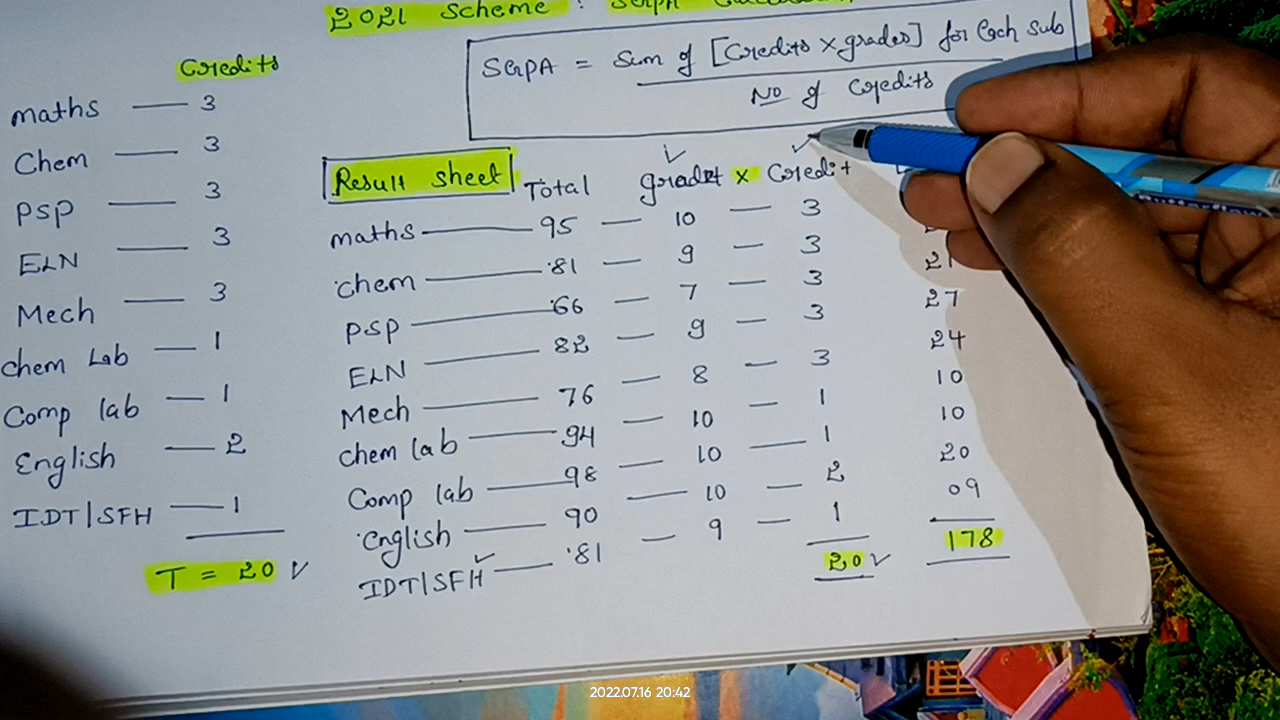 2021 Scheme : SGPA
SGPA = Sum of [Credits x grades] for Each sub
No of Credits
Credits
maths — 3
Chem — 3
PSP — 3
ELN — 3
Mech — 3
Chem Lab — 1
Comp lab — 1
English — 2
IDT/SFH — 1
T = 20 ✓
Result sheet Total grade x Credit
maths — 95 — 10 — 3
chem — 81 — 9 — 3
PSP — 66 — 7 — 3 21
ELN — 82 — 9 — 3 27
Mech — 76 — 8 — 3 24
chem lab — 94 — 10 — 1 10
Comp lab — 98 — 10 — 1 10
English — 90 — 10 — 2 20
IDT/SFH — 81 — 9 — 1 09
20 ✓ 178
2022.07.16 20:42